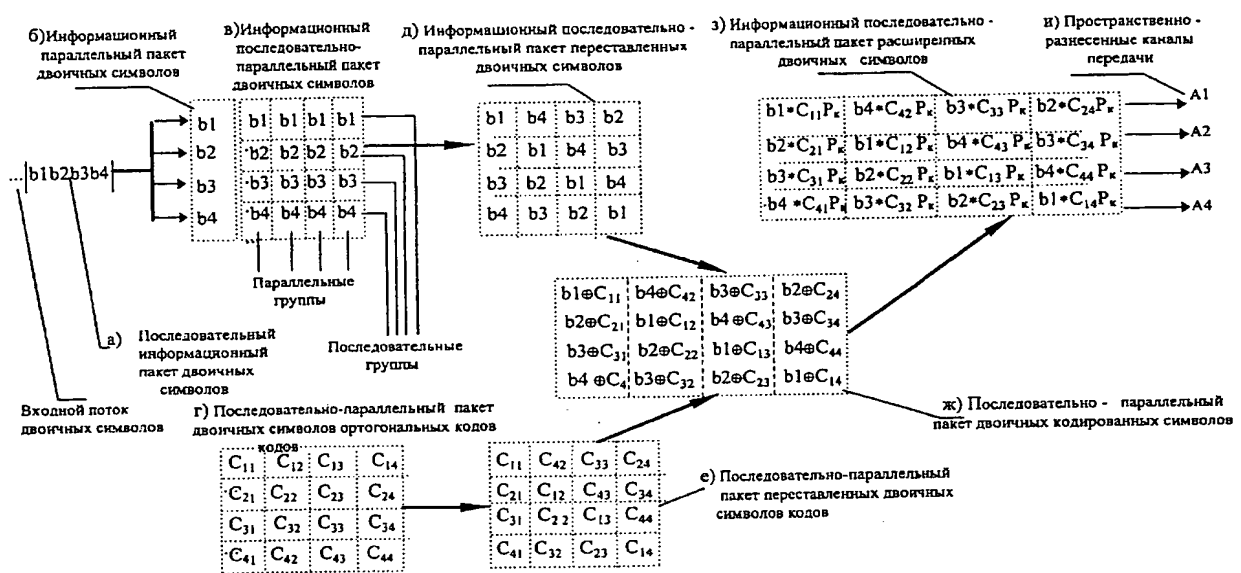 б)Информационный
параллельный пакет
двоичных символов
в)Информационный
последовательно-
параллельный пакет
двоичных символов
д) Информационный последовательно -
параллельный пакет переставленных
двоичных символов
з) Информационный последовательно-
параллельный пакет расширенных
двоичных символов
и) Пространственно -
разнесенные каналы
передачи
...|b1b2b3b4|
b1
b2
b3
b4
b1 b1 b1 b1
b2 b2 b2 b2
b3 b3 b3 b3
b4 b4 b4 b4
b1 b4 b3 b2
b2 b1 b4 b3
b3 b2 b1 b4
b4 b3 b2 b1
b1*C11Pк b4*C42Pк b3*C33Pк b2*C24Pк A1
b2*C21Pк b1*C12Pк b4*C43Pк b3*C34Pк A2
b3*C31Pк b2*C22Pк b1*C13Pк b4*C44Pк A3
b4*C41Pк b3*C32Pк b2*C23Pк b1*C14Pк A4
Параллельные
группы
Последовательные
группы
а) Последовательный
информационный
пакет двоичных
символов
Входной поток
двоичных символов
b1⊕C11 b4⊕C42 b3⊕C33 b2⊕C24
b2⊕C21 b1⊕C12 b4⊕C43 b3⊕C34
b3⊕C31 b2⊕C22 b1⊕C13 b4⊕C44
b4⊕C4 b3⊕C32 b2⊕C23 b1⊕C14
ж) Последовательно - параллельный
пакет двоичных кодированных символов
г) Последовательно-параллельный пакет
двоичных символов ортогональных кодов
кодов
C11 C12 C13 C14
C21 C22 C23 C24
C31 C32 C33 C34
C41 C42 C43 C44
C11 C42 C33 C24
C21 C12 C43 C34
C31 C22 C13 C44
C41 C32 C23 C14
е) Последовательно-параллельный
пакет переставленных двоичных
символов кодов